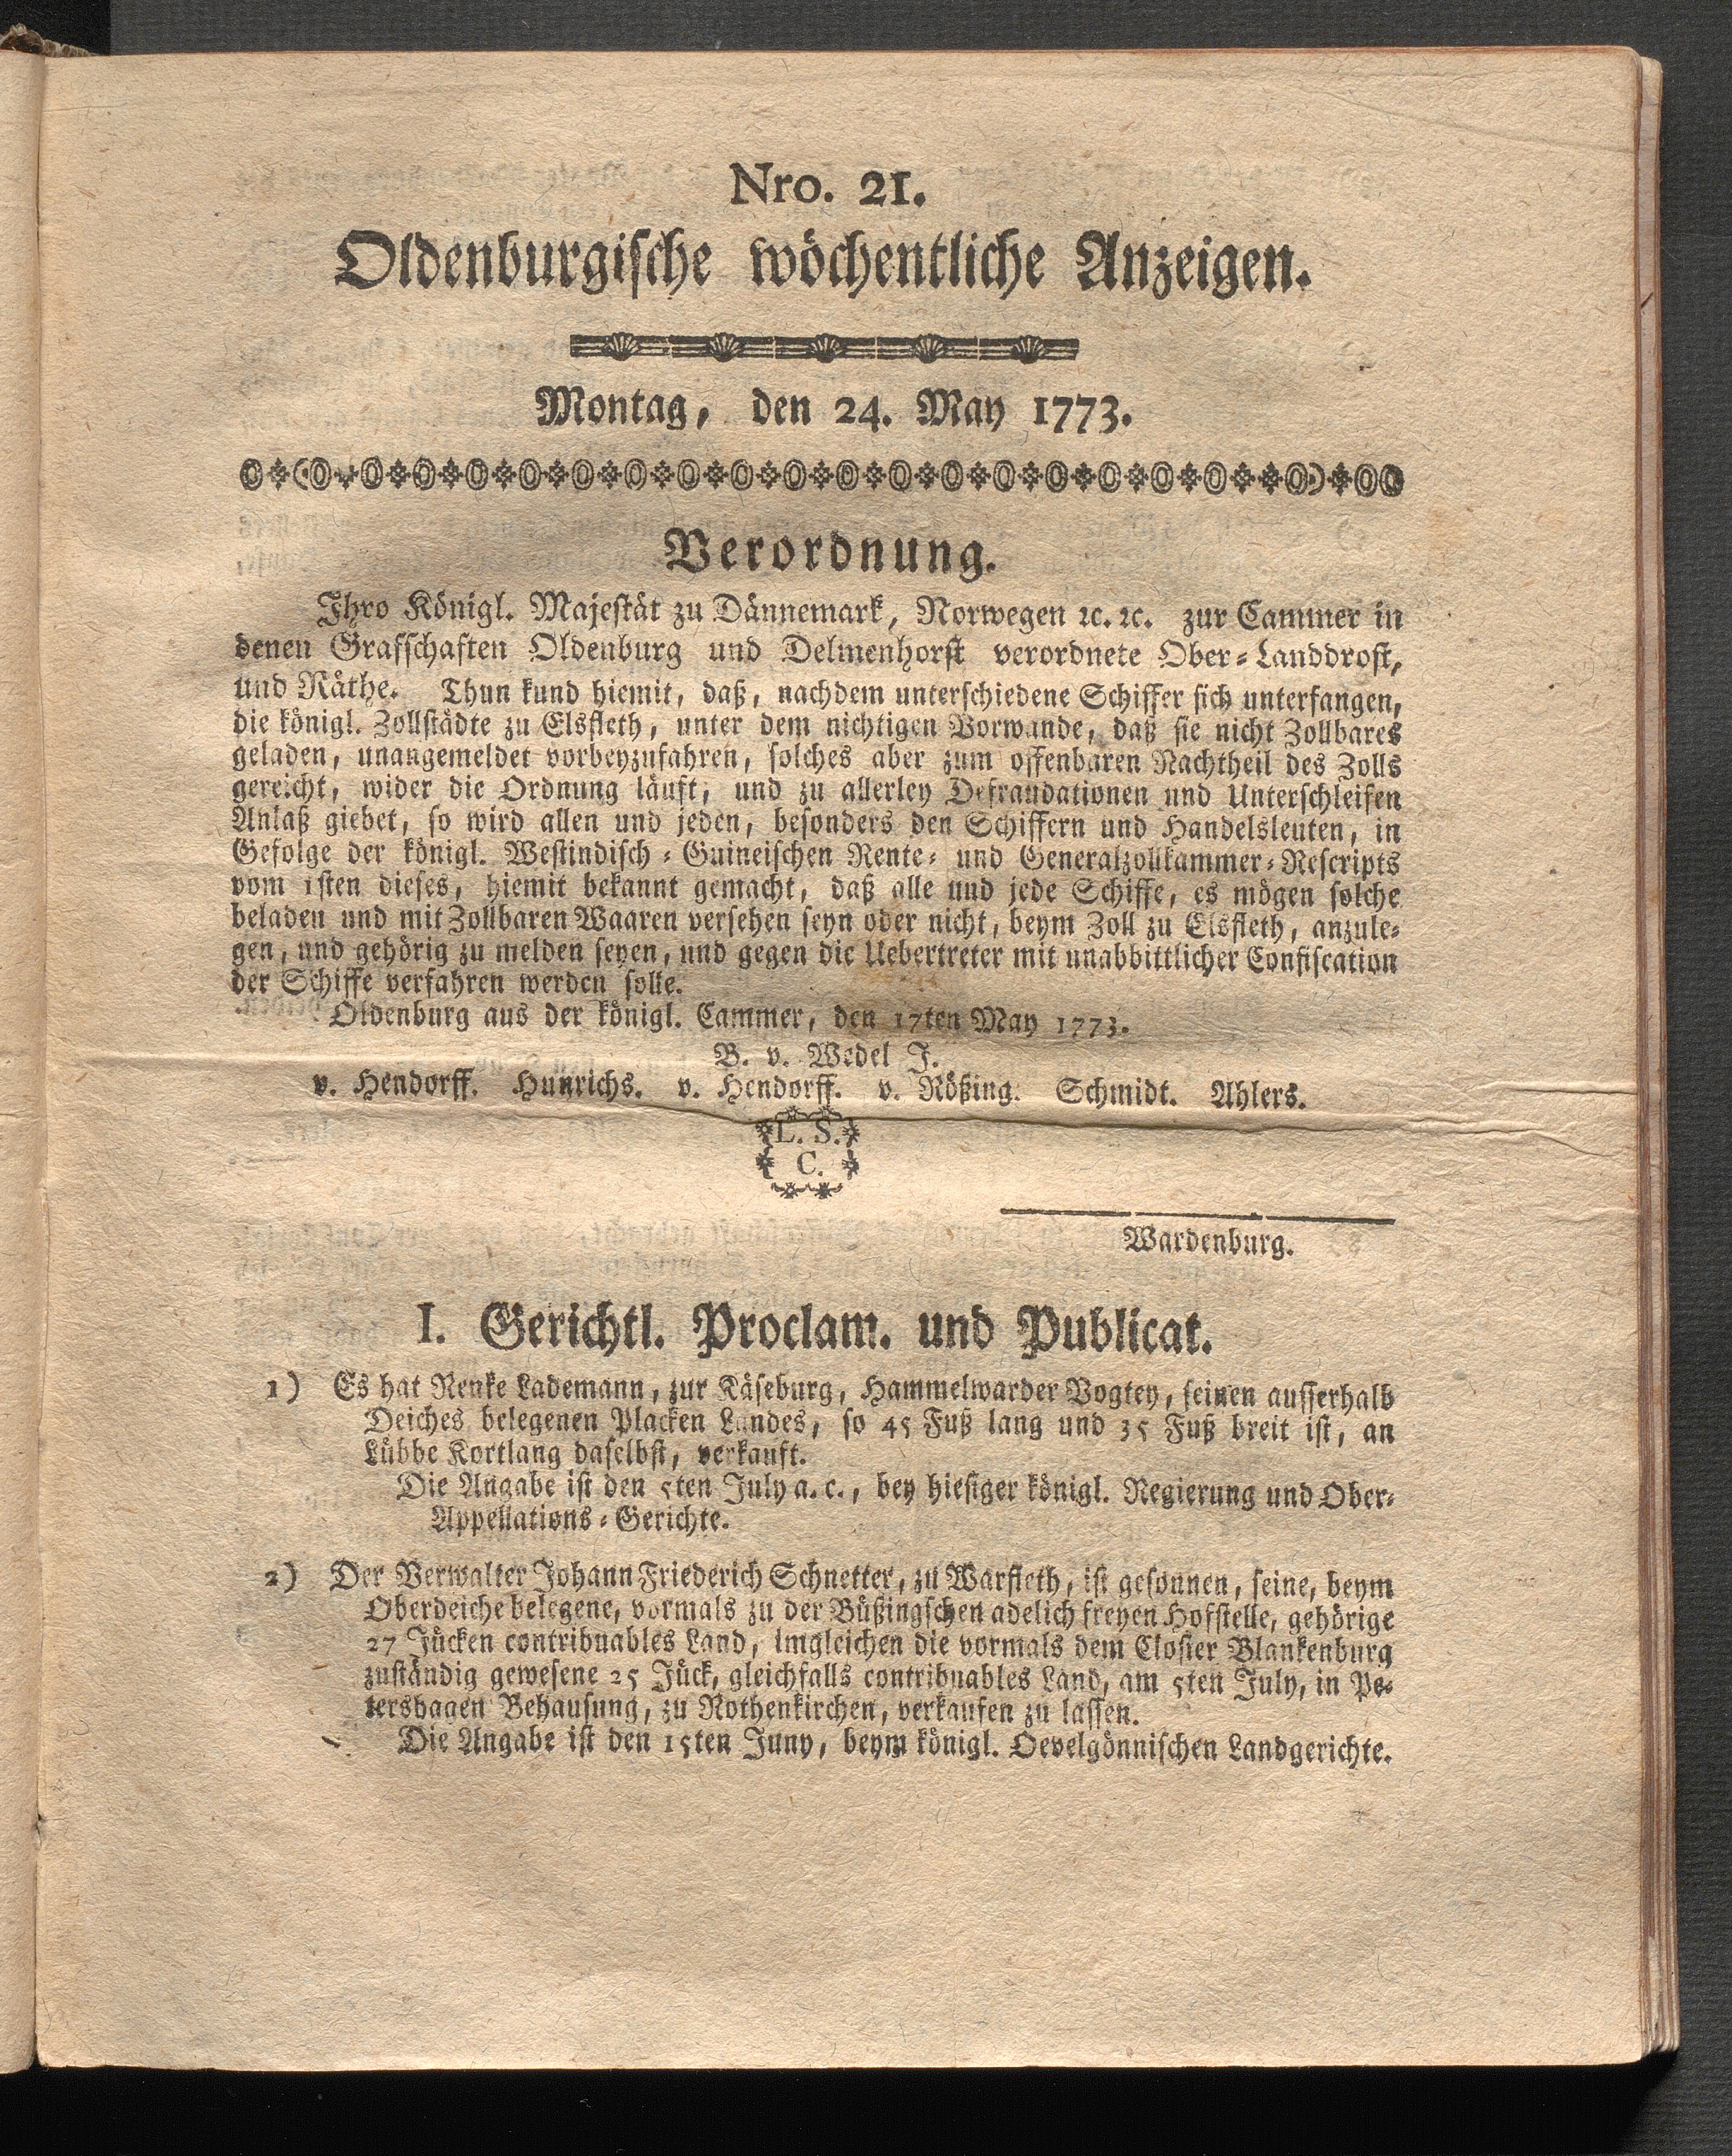 Nro. 21.
Oldenburgische wöchentliche Anzeigen.
Montag, den 24. May 1773.
Verordnung.
Ihro Königl. Majestät zu Dännemark, Norwegen ꝛc. ꝛc. zur Cammer in
denen Grafschaften Oldenburg und Delmenhorst verordnete Ober-Landdrost,
und Räthe. Thun kund hiemit, daß, nachdem unterschiedene Schiffer sich unterfangen,
die königl. Zollstädte zu Elsfleth, unter dem nichtigen Vorwande, daß sie nicht Zollbares
geladen, unangemeldet vorbeyzufahren, solches aber zum offenbaren Nachtheil des Zolls
gereicht, wider die Ordnung läuft, und zu allerley Defraudationen und Unterschleifen
Anlaß giebet, so wird allen und jeden, besonders den Schiffern und Handelsleuten, in
Gefolge der königl. Westindisch-Guineischen Rente- und Generalzollkammer-Rescripts
vom 1sten dieses, hiemit bekannt gemacht, daß alle und jede Schiffe, es mögen solche
beladen und mit Zollbaren Waaren versehen seyn oder nicht, beym Zoll zu Elsfleth, anzule-
gen, und gehörig zu melden seyen, und gegen die Uebertreter mit unabbittlicher Confiscation
der Schiffe verfahren werden solle.
Oldenburg aus der königl. Cammer, den 17ten May 1773.
B. v. Wedel J.
v. Hendorff. Hunrichs. v. Hendorff. v. Rößing. Schmidt. Ahlers.
L. S.
C.
Wardenburg.
I. Gerichtl. Proclam. und Publicat.
1) Es hat Renke Lademann, zur Käseburg, Hammelwarder Vogtey, seinen ausserhalb
Deiches belegenen Placken Landes, so 45 Fuß lang und 35 Fuß breit ist, an
Lübbe Kortlang daselbst, verkauft.
Die Angabe ist den 5ten July a. c., bey hiesiger königl. Regierung und Ober-
Appellations-Gerichte.
2) Der Verwalter Johann Friederich Schnetter, zu Warfleth, ist gesonnen, seine, beym
Oberdeiche belegene, vormals zu der Büßingschen adelich freyen Hofstelle, gehörige
27 Jücken contribuables Land, imgleichen die vormals dem Closter Blankenburg
zuständig gewesene 25 Jück, gleichfalls contribuables Land, am 5ten July, in Pe-
tershagen Behausung, zu Rothenkirchen, verkaufen zu lassen.
Die Angabe ist den 15ten Juny, beym königl. Oevelgönnischen Landgerichte.